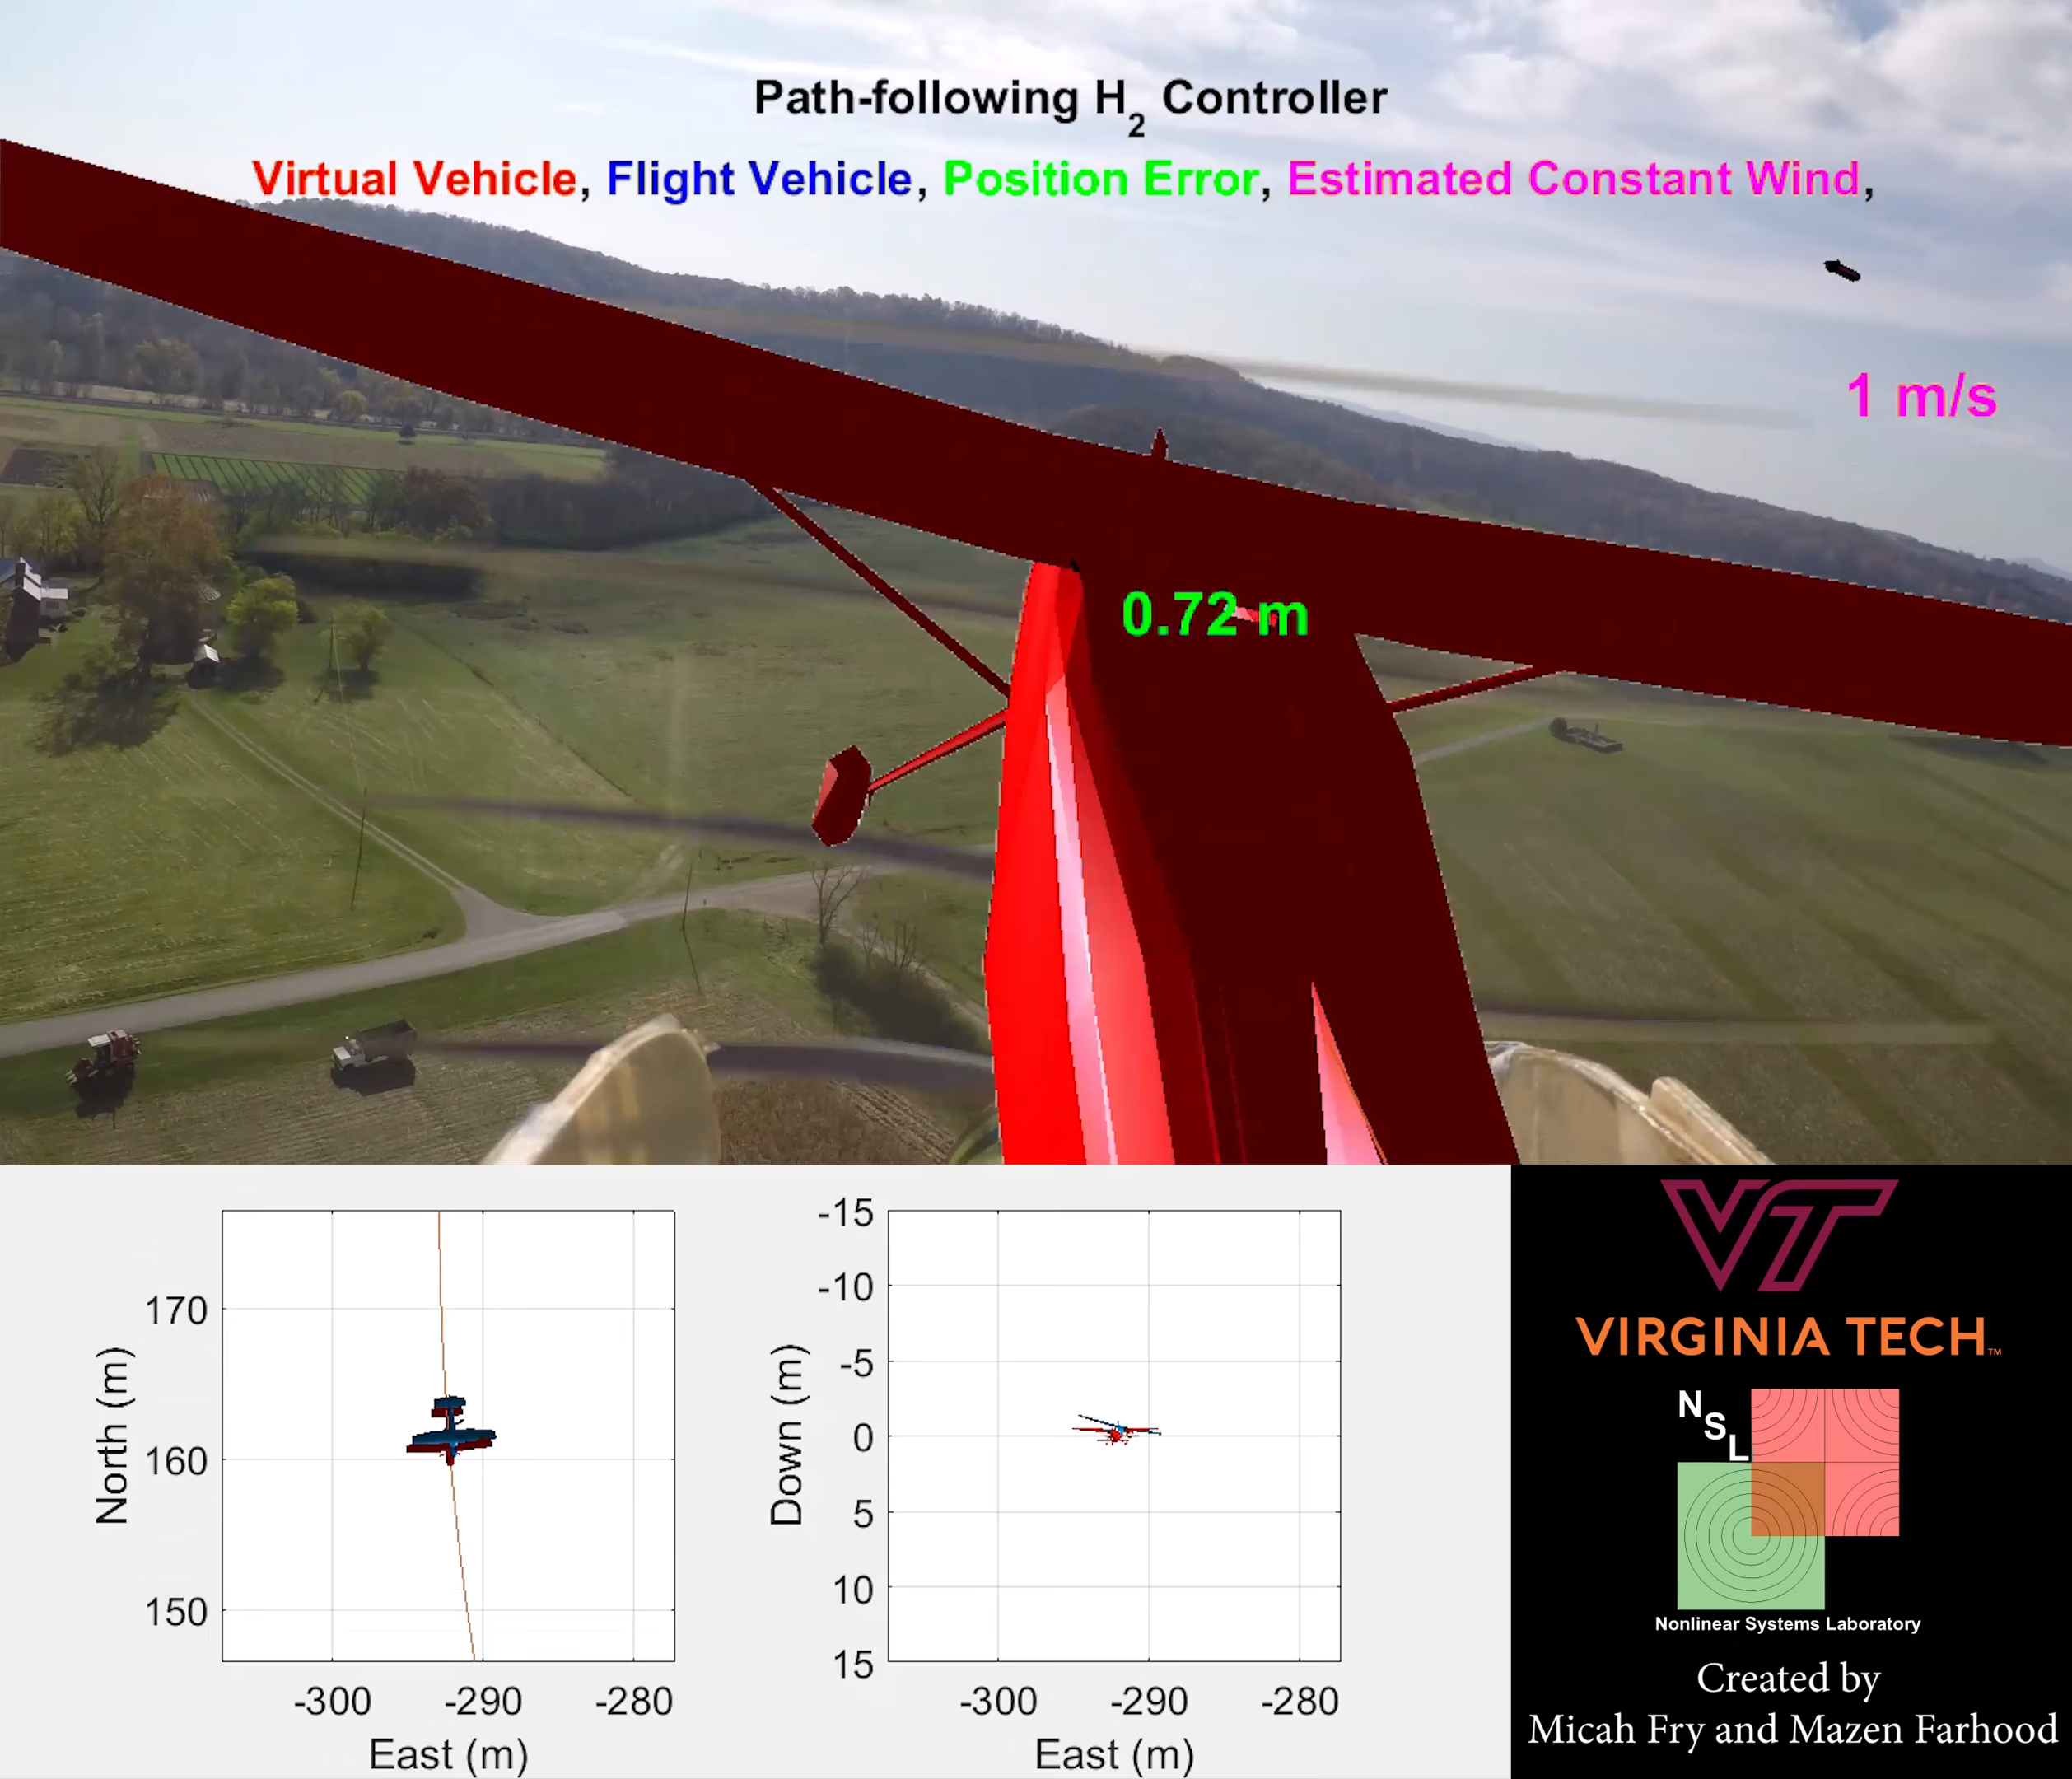 Path-following H₂ Controller
Virtual Vehicle, Flight Vehicle, Position Error, Estimated Constant Wind,
1 m/s
0.72 m
170
160
150
North (m)
-300 -290 -280
East (m)
-15
-10
-5
0
5
10
15
Down (m)
-300 -290 -280
East (m)
VT
VIRGINIA TECH™
NSL
Nonlinear Systems Laboratory
Created by
Micah Fry and Mazen Farhood